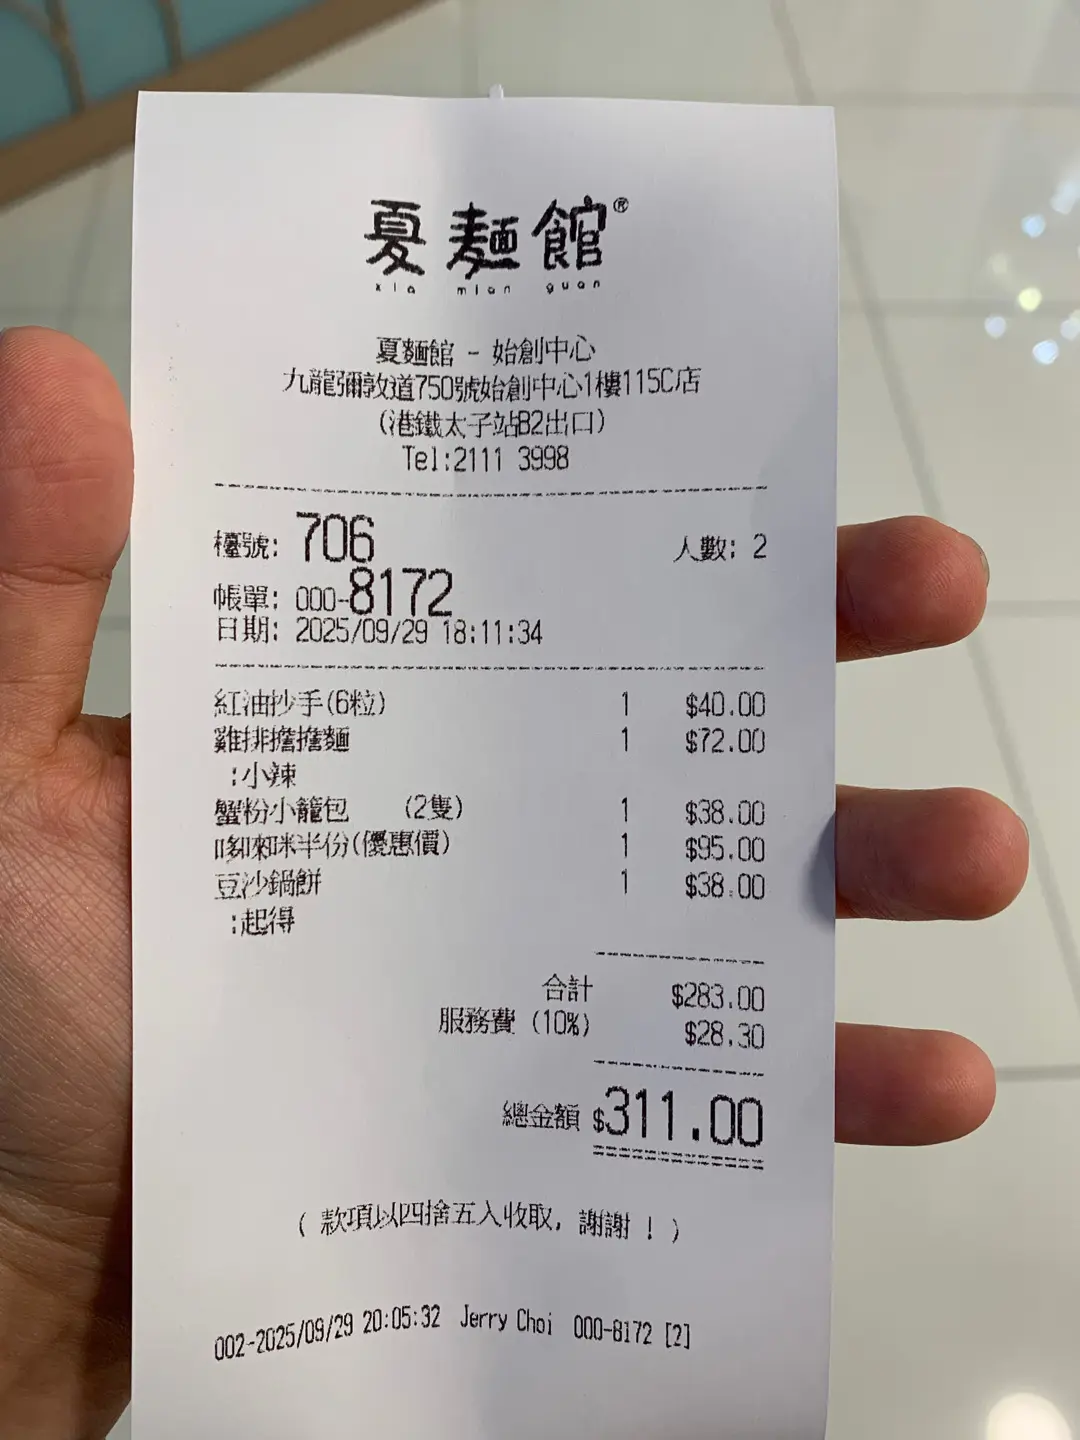 夏麵館®
xia mian guan
夏麵館 - 始創中心
九龍彌敦道750號始創中心1樓115C店
(港鐵太子站B2出口)
Tel:2111 3998
檯號: 706 人數: 2
帳單: 000-8172
日期: 2025/09/29 18:11:34
紅油抄手(6粒) 1 $40.00
雞排擔擔麵 1 $72.00
:小辣
蟹粉小籠包 (2隻) 1 $38.00
半份(優惠價) 1 $95.00
豆沙鍋餅 1 $38.00
:起得
合計 $283.00
服務費 (10%) $28.30
總金額 $311.00
( 款項以四捨五入收取, 謝謝 ! )
002-2025/09/29 20:05:32 Jerry Choi 000-8172 [2]